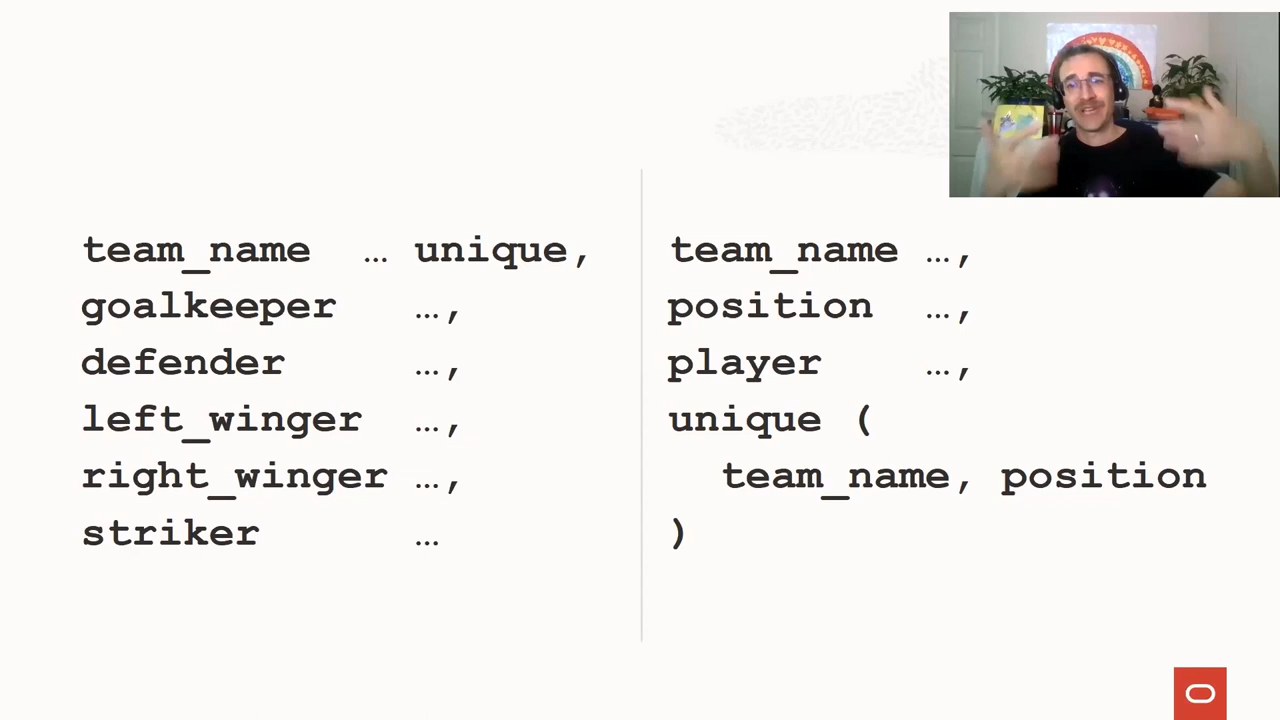 team_name … unique,
goalkeeper …,
defender …,
left_winger …,
right_winger …,
striker …
team_name …,
position …,
player …,
unique (
team_name, position
)